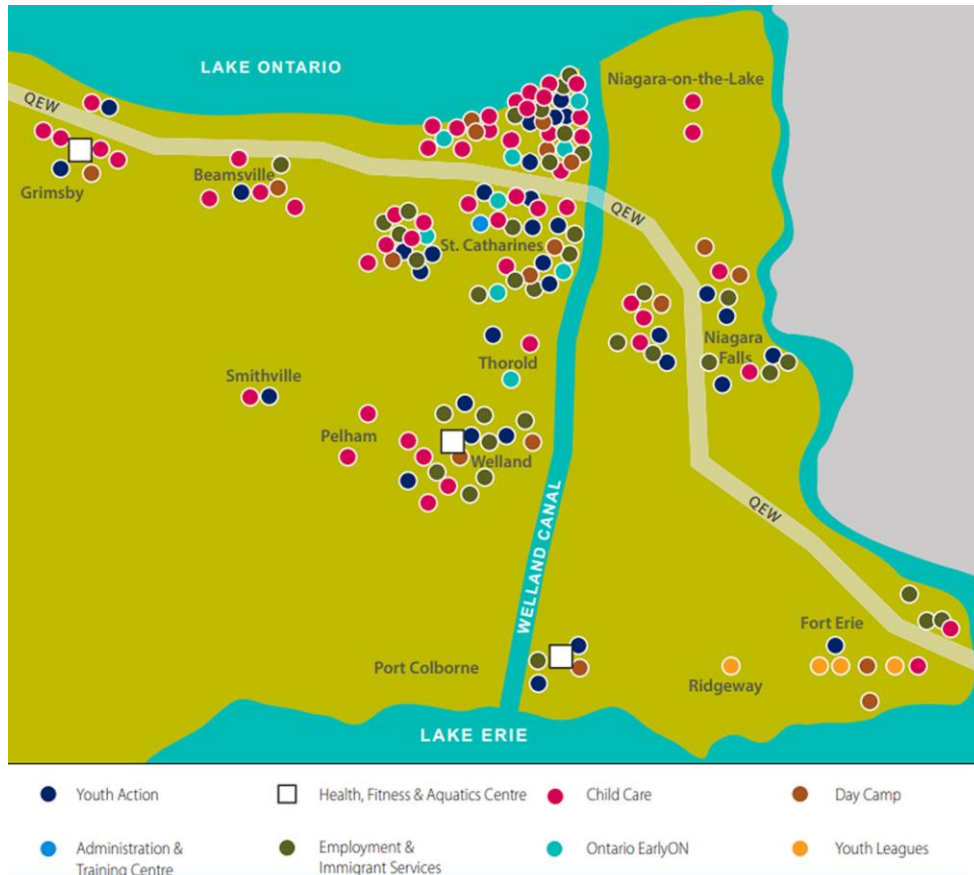 LAKE ONTARIO
Niagara-on-the-Lake
QEW
Beamsville
Grimsby
QEW
St. Catharines
Niagara
Falls
Thorold
Smithville
Pelham
Welland
WELLAND CANAL
QEW
Fort Erie
Port Colborne
Ridgeway
LAKE ERIE
Youth Action
Health, Fitness & Aquatics Centre
Child Care
Day Camp
Administration &
Training Centre
Employment &
Immigrant Services
Ontario EarlyON
Youth Leagues